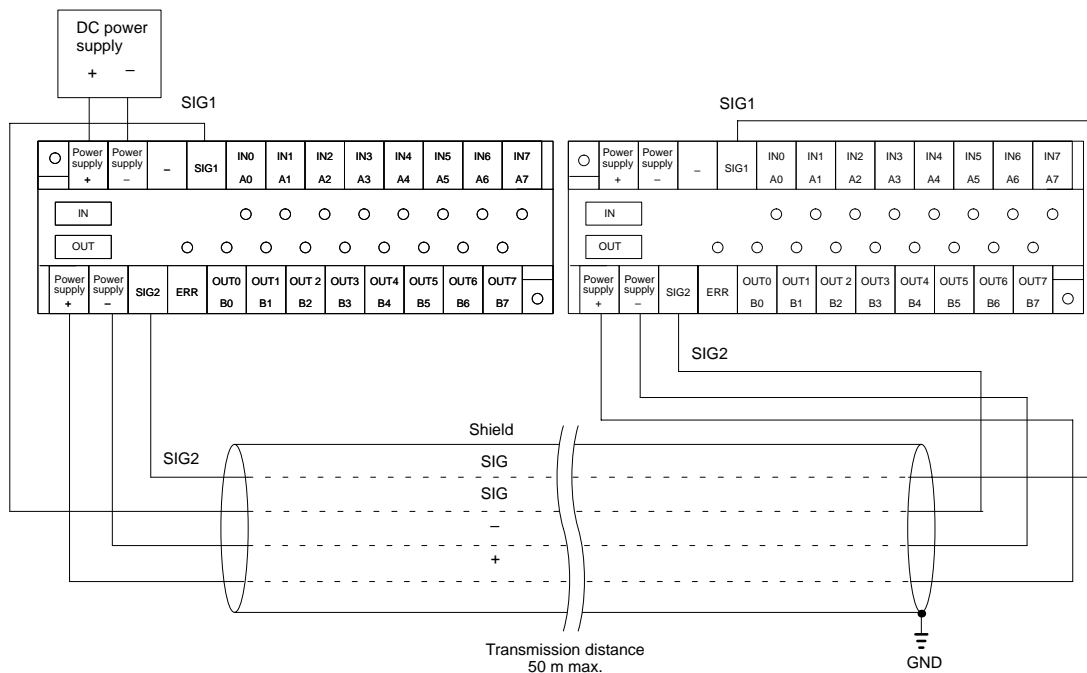 DC power
supply
+ –
SIG1
SIG1
Power supply + Power supply – – SIG1 IN0 IN1 IN2 IN3 IN4 IN5 IN6 IN7
A0 A1 A2 A3 A4 A5 A6 A7
IN
OUT
Power supply + Power supply – SIG2 ERR OUT0 OUT1 OUT 2 OUT3 OUT4 OUT5 OUT6 OUT7
B0 B1 B2 B3 B4 B5 B6 B7
Power supply + Power supply – – SIG1 IN0 IN1 IN2 IN3 IN4 IN5 IN6 IN7
A0 A1 A2 A3 A4 A5 A6 A7
IN
OUT
Power supply + Power supply – SIG2 ERR OUT0 OUT1 OUT 2 OUT3 OUT4 OUT5 OUT6 OUT7
B0 B1 B2 B3 B4 B5 B6 B7
SIG2
Shield
SIG2
SIG
SIG
–
+
Transmission distance
50 m max.
GND